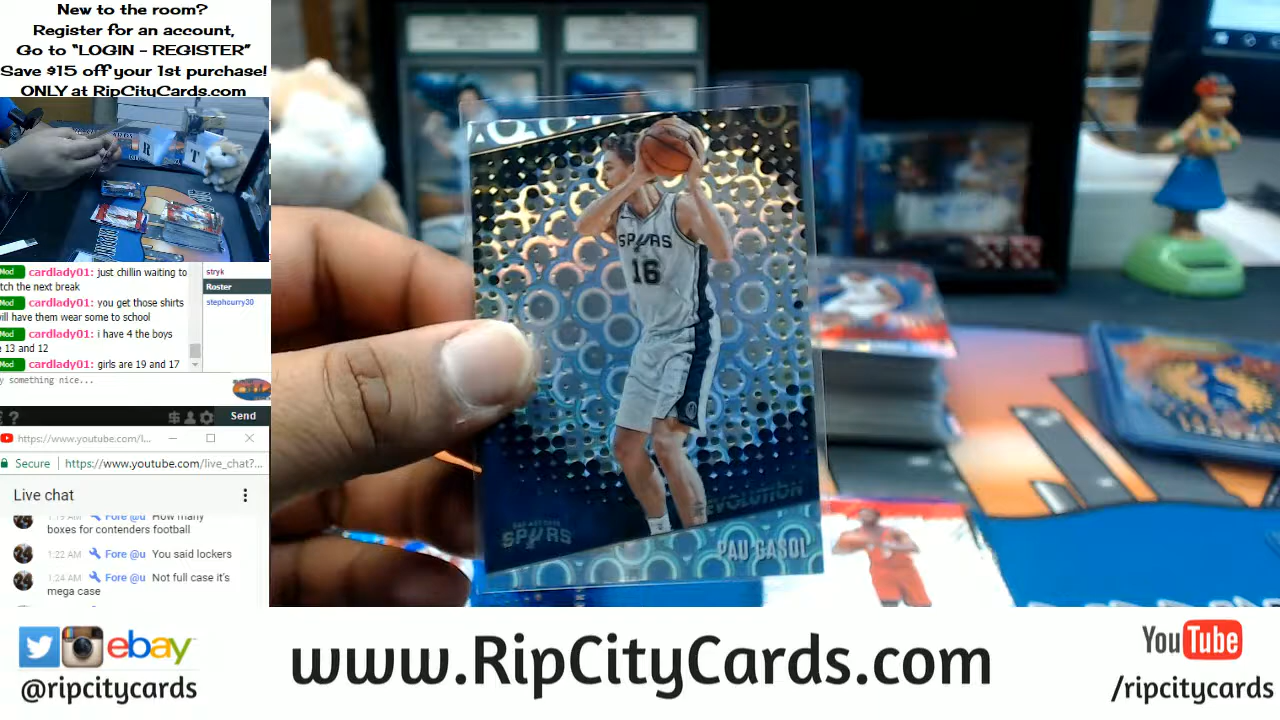 New to the room?
Register for an account,
Go to “LOGIN - REGISTER”
Save $15 off your 1st purchase!
ONLY at RipCityCards.com
R T
Mod cardlady01: just chillin waiting to
tch the next break
Mod cardlady01: you get those shirts
will have them wear some to school
Mod cardlady01: i have 4 the boys
e 13 and 12
Mod cardlady01: girls are 19 and 17
y something nice...
stryk
Roster
stephcurry30
?
Send
https://www.youtube.com/l...
Secure https://www.youtube.com/live_chat?...
Live chat
1:19 AM Fore @u How many
boxes for contenders football
1:22 AM Fore @u You said lockers
1:24 AM Fore @u Not full case it's
mega case
SPURS
16
REVOLUTION
SPURS
PAU GASOL
ebay
@ripcitycards
www.RipCityCards.com
YouTube
/ripcitycards